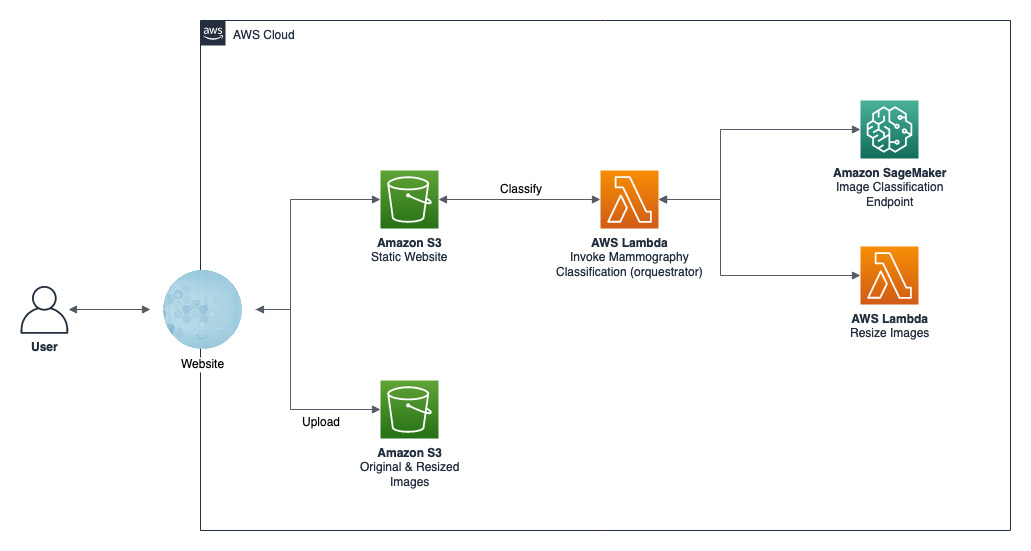 aws
AWS Cloud
Amazon SageMaker
Image Classification
Endpoint
Classify
Amazon S3
Static Website
AWS Lambda
Invoke Mammography
Classification (orquestrator)
AWS Lambda
Resize Images
User
Website
Upload
Amazon S3
Original & Resized
Images